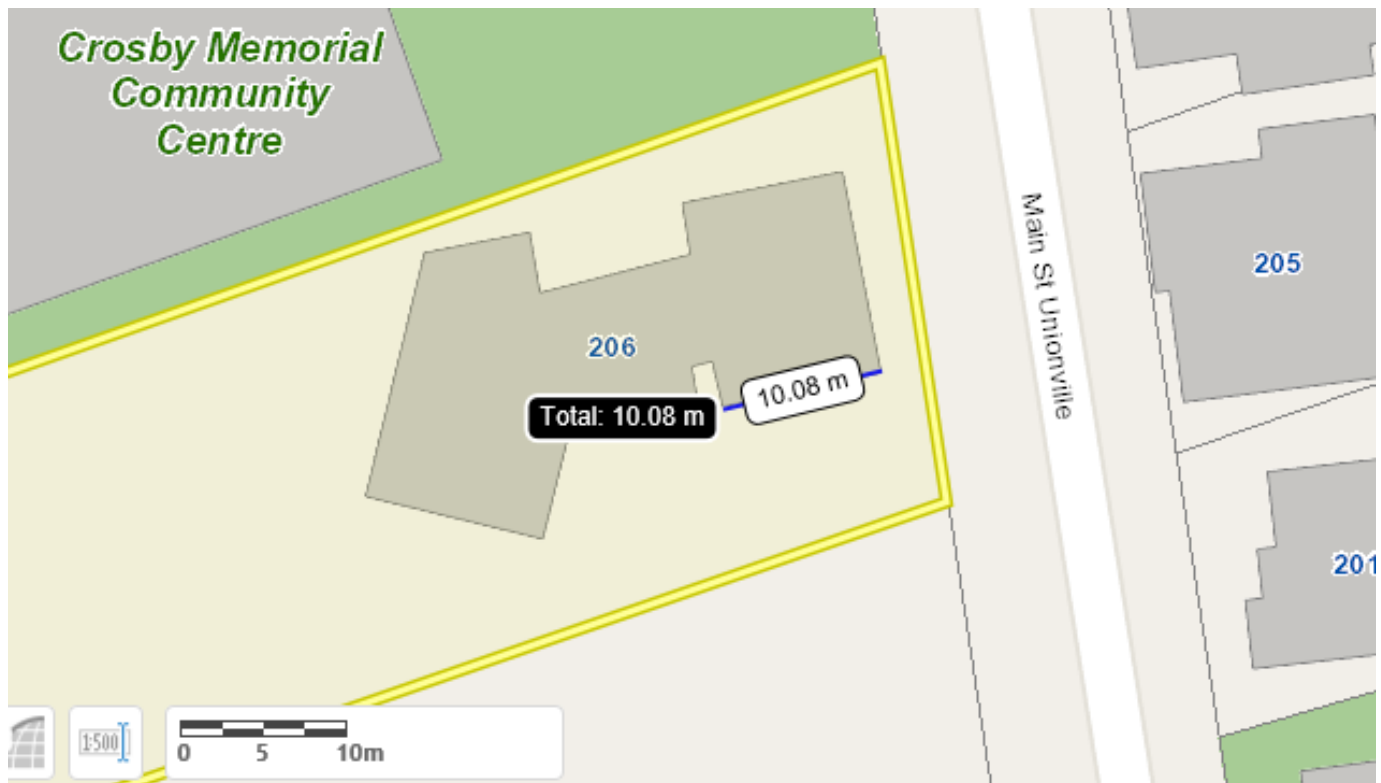 Crosby Memorial
Community
Centre
Main St Unionville
205
206
10.08 m
Total: 10.08 m
201
1:500
0 5 10m